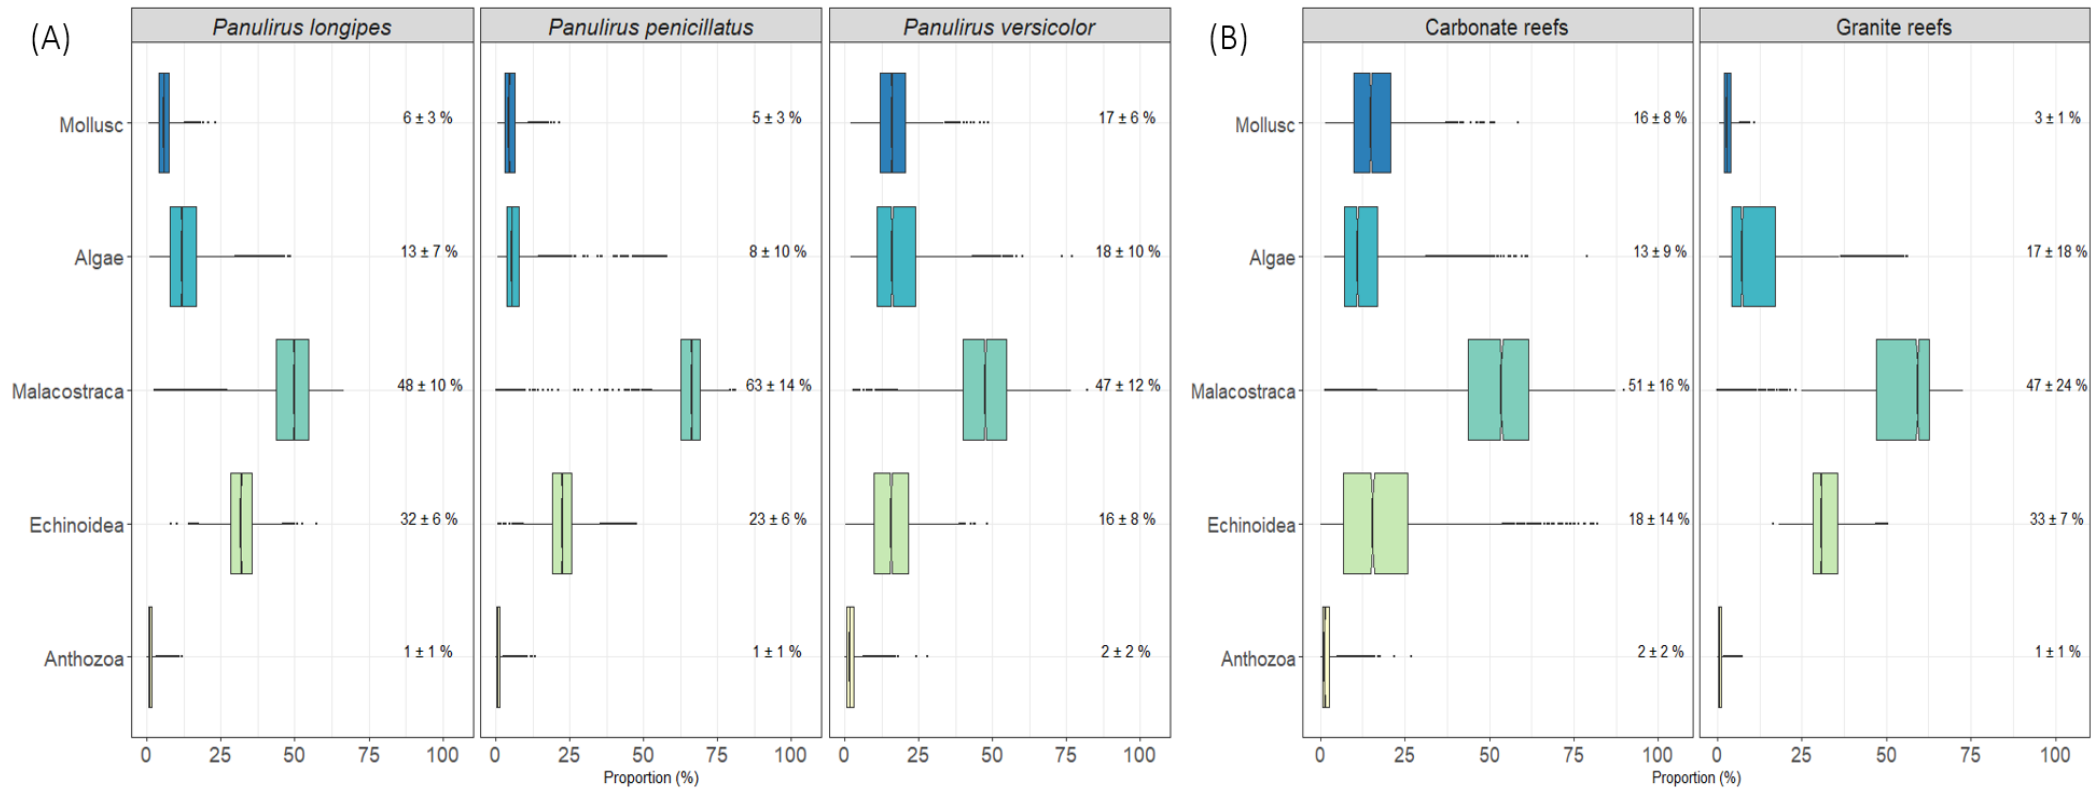 (A)
Panulirus longipes
Panulirus penicillatus
Panulirus versicolor
Mollusc
6 ± 3 %
5 ± 3 %
17 ± 6 %
Algae
13 ± 7 %
8 ± 10 %
18 ± 10 %
Malacostraca
48 ± 10 %
63 ± 14 %
47 ± 12 %
Echinoidea
32 ± 6 %
23 ± 6 %
16 ± 8 %
Anthozoa
1 ± 1 %
1 ± 1 %
2 ± 2 %
0 25 50 75 100
0 25 50 75 100
0 25 50 75 100
Proportion (%)
(B)
Carbonate reefs
Granite reefs
Mollusc
16 ± 8 %
3 ± 1 %
Algae
13 ± 9 %
17 ± 18 %
Malacostraca
51 ± 16 %
47 ± 24 %
Echinoidea
18 ± 14 %
33 ± 7 %
Anthozoa
2 ± 2 %
1 ± 1 %
0 25 50 75 100
0 25 50 75 100
Proportion (%)